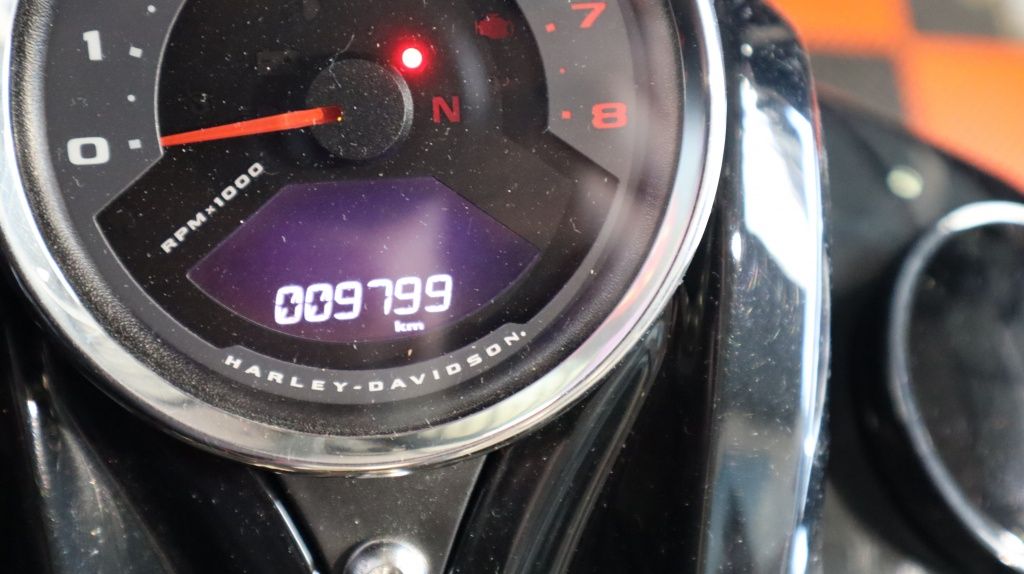 1
7
0
N
8
RPMx1000
009799
km
HARLEY-DAVIDSON.